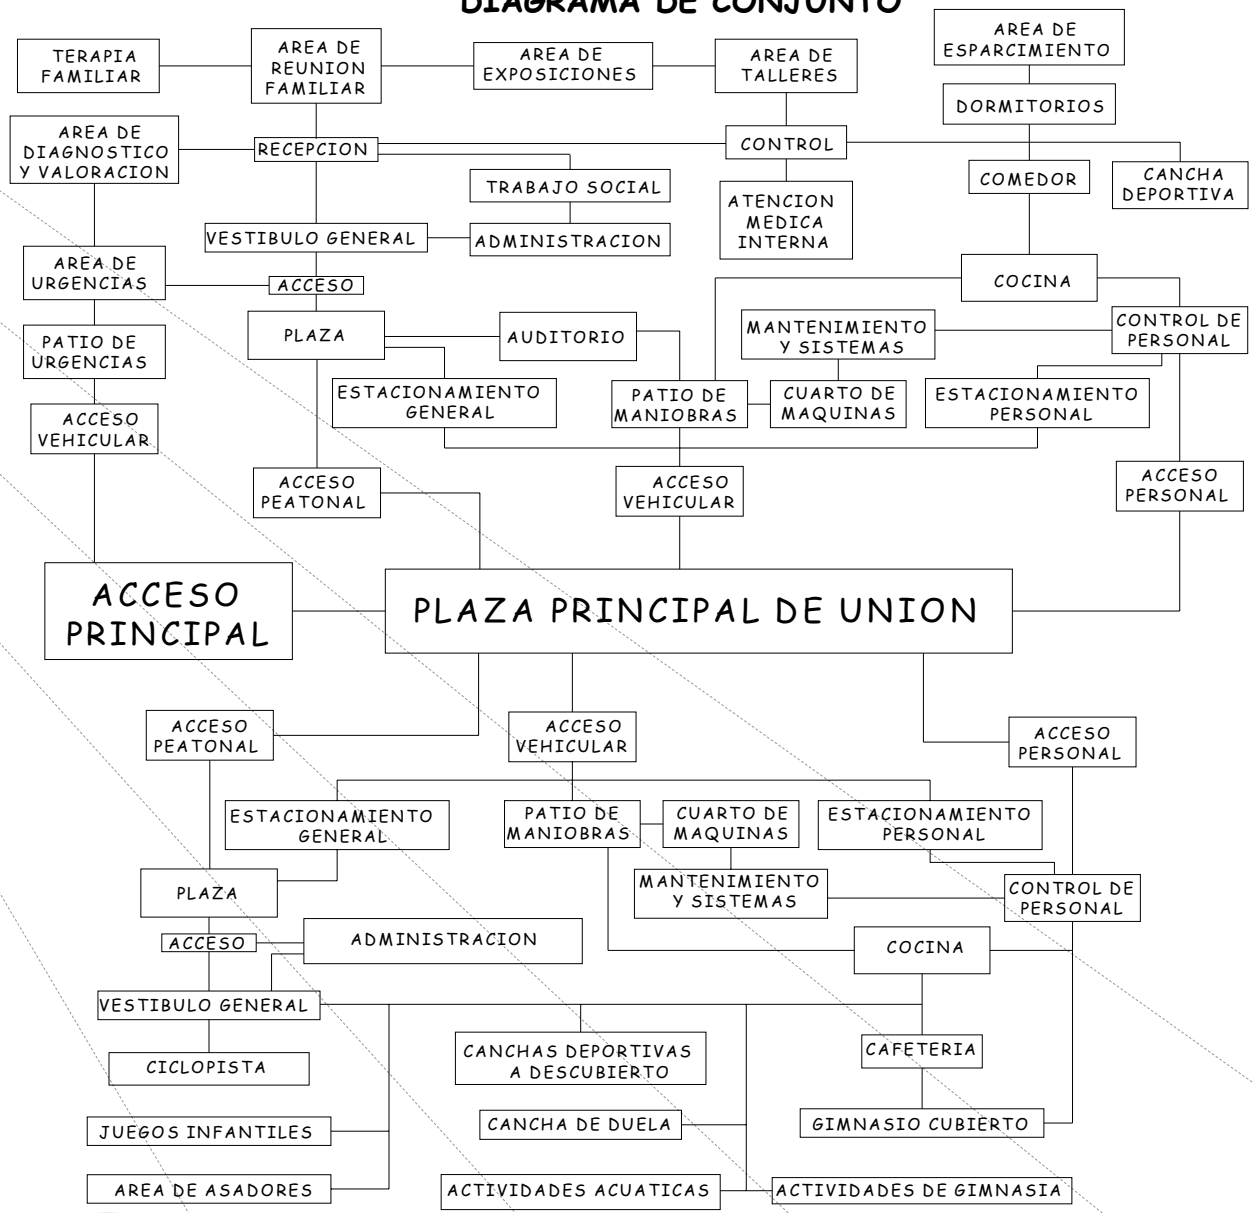 DIAGRAMA DE CONJUNTO
TERAPIA
FAMILIAR
AREA DE
REUNION
FAMILIAR
AREA DE
EXPOSICIONES
AREA DE
TALLERES
AREA DE
ESPARCIMIENTO
DORMITORIOS
AREA DE
DIAGNOSTICO
Y VALORACION
RECEPCION
CONTROL
TRABAJO SOCIAL
ATENCION
MEDICA
INTERNA
COMEDOR
CANCHA
DEPORTIVA
VESTIBULO GENERAL
ADMINISTRACION
AREA DE
URGENCIAS
ACCESO
COCINA
PATIO DE
URGENCIAS
PLAZA
AUDITORIO
MANTENIMIENTO
Y SISTEMAS
CONTROL DE
PERSONAL
ESTACIONAMIENTO
GENERAL
PATIO DE
MANIOBRAS
CUARTO DE
MAQUINAS
ESTACIONAMIENTO
PERSONAL
ACCESO
VEHICULAR
ACCESO
PEATONAL
ACCESO
VEHICULAR
ACCESO
PERSONAL
ACCESO
PRINCIPAL
PLAZA PRINCIPAL DE UNION
ACCESO
PEATONAL
ACCESO
VEHICULAR
ACCESO
PERSONAL
ESTACIONAMIENTO
GENERAL
PATIO DE
MANIOBRAS
CUARTO DE
MAQUINAS
ESTACIONAMIENTO
PERSONAL
PLAZA
MANTENIMIENTO
Y SISTEMAS
CONTROL DE
PERSONAL
ACCESO
ADMINISTRACION
COCINA
VESTIBULO GENERAL
CICLOPISTA
CANCHAS DEPORTIVAS
A DESCUBIERTO
CAFETERIA
JUEGOS INFANTILES
CANCHA DE DUELA
GIMNASIO CUBIERTO
AREA DE ASADORES
ACTIVIDADES ACUATICAS
ACTIVIDADES DE GIMNASIA